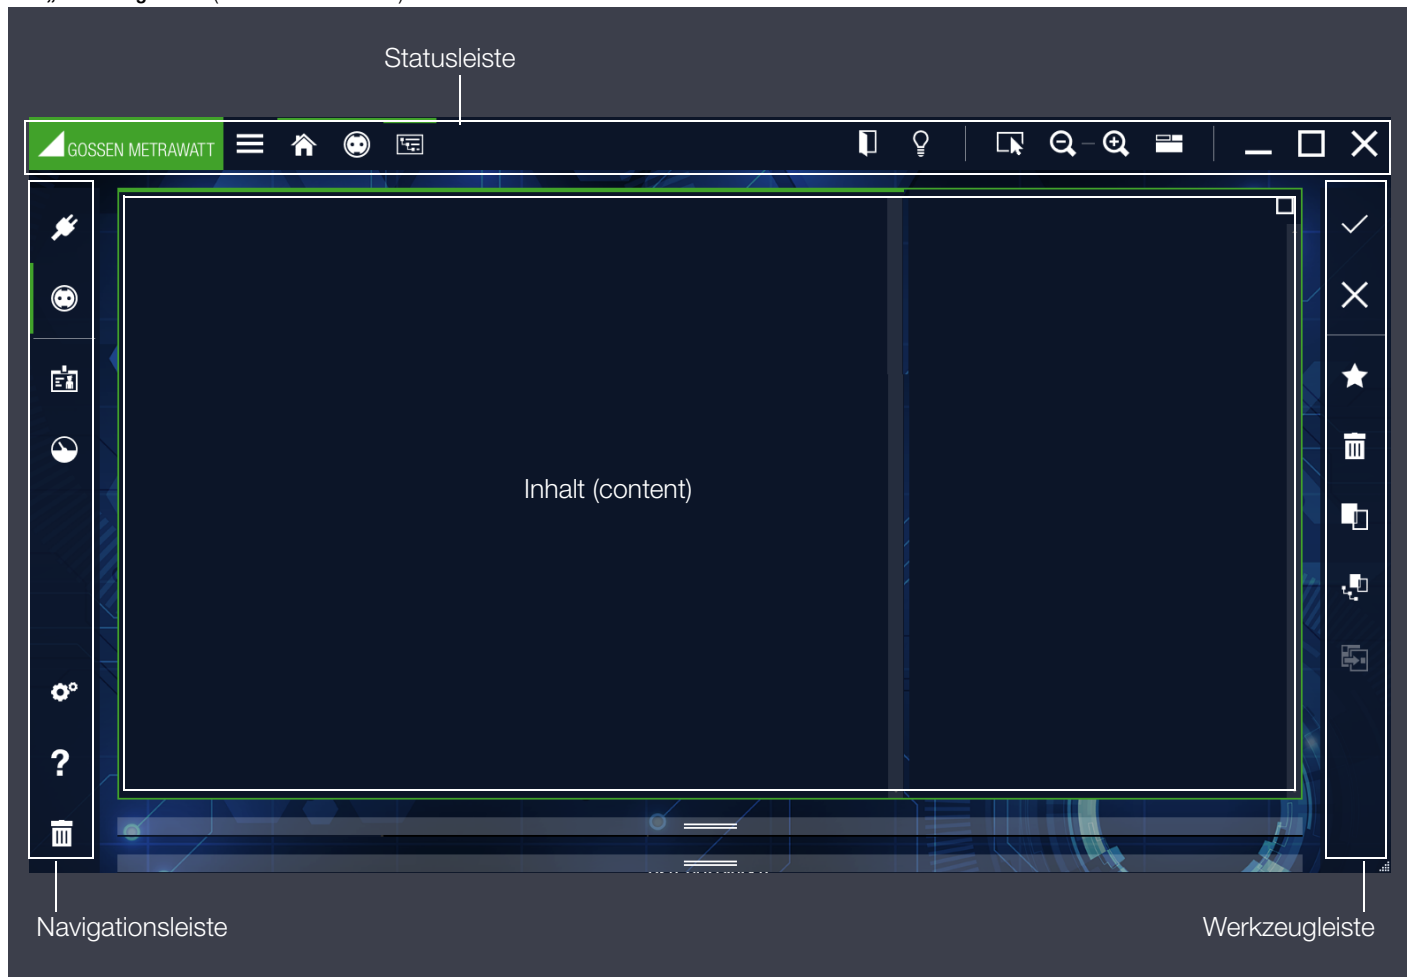 Statusleiste
GOSSEN METRAWATT
Inhalt (content)
Navigationsleiste
Werkzeugleiste